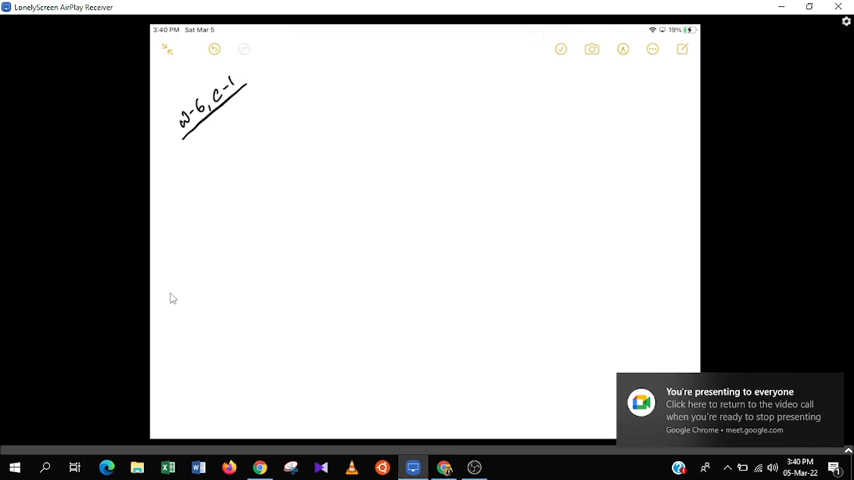 LonelyScreen AirPlay Receiver
3:40 PM Sat Mar 5
19%
W-6, C-1
You're presenting to everyone
Click here to return to the video call
when you're ready to stop presenting
Google Chrome • meet.google.com
3:40 PM
05-Mar-22